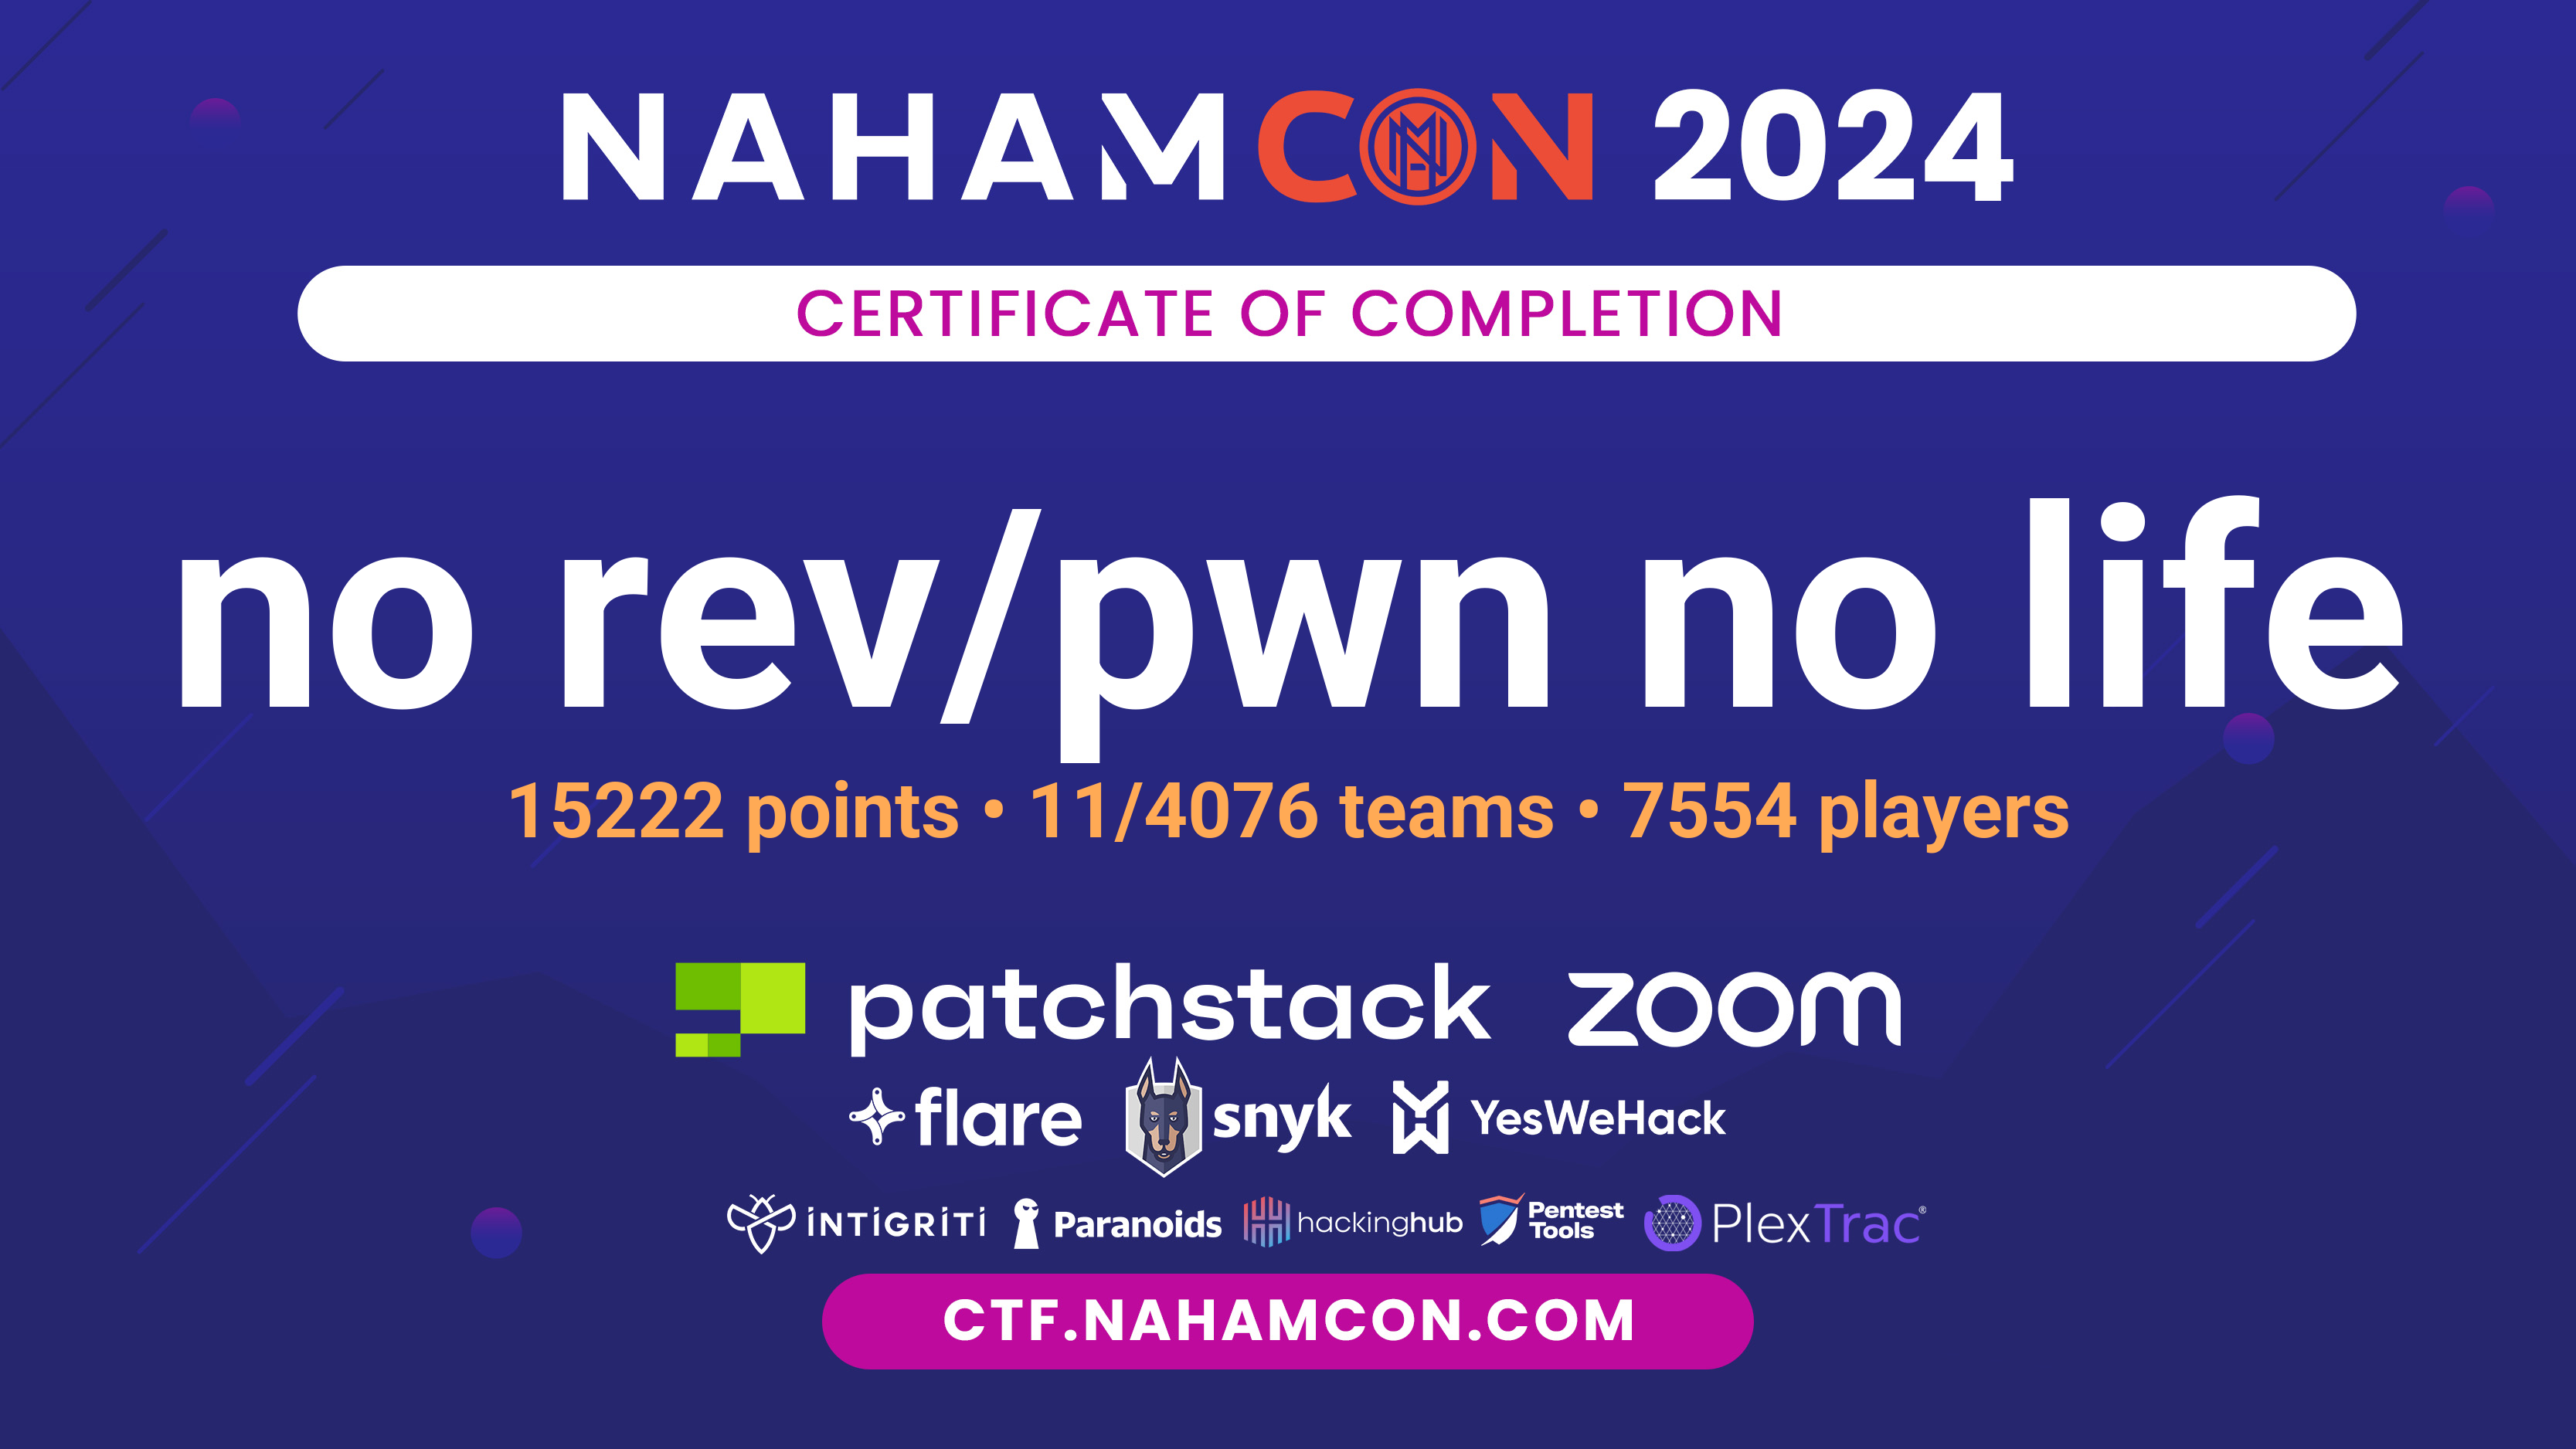 NAHAMCON 2024
CERTIFICATE OF COMPLETION
no rev/pwn no life
15222 points • 11/4076 teams • 7554 players
patchstack zoom
flare snyk YesWeHack
INTIGRITI Paranoids hackinghub Pentest Tools PlexTrac®
CTF.NAHAMCON.COM